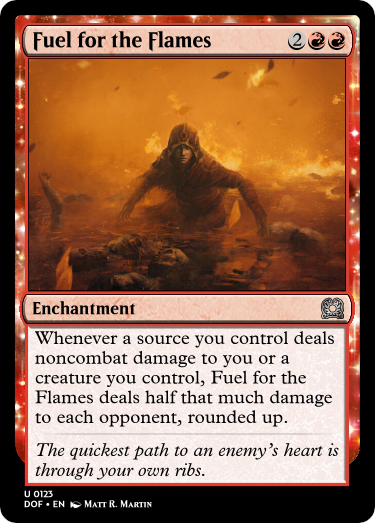 Fuel for the Flames 2
Enchantment
Whenever a source you control deals
noncombat damage to you or a
creature you control, Fuel for the
Flames deals half that much damage
to each opponent, rounded up.
The quickest path to an enemy's heart is
through your own ribs.
U 0123
DOF • EN Matt R. Martin